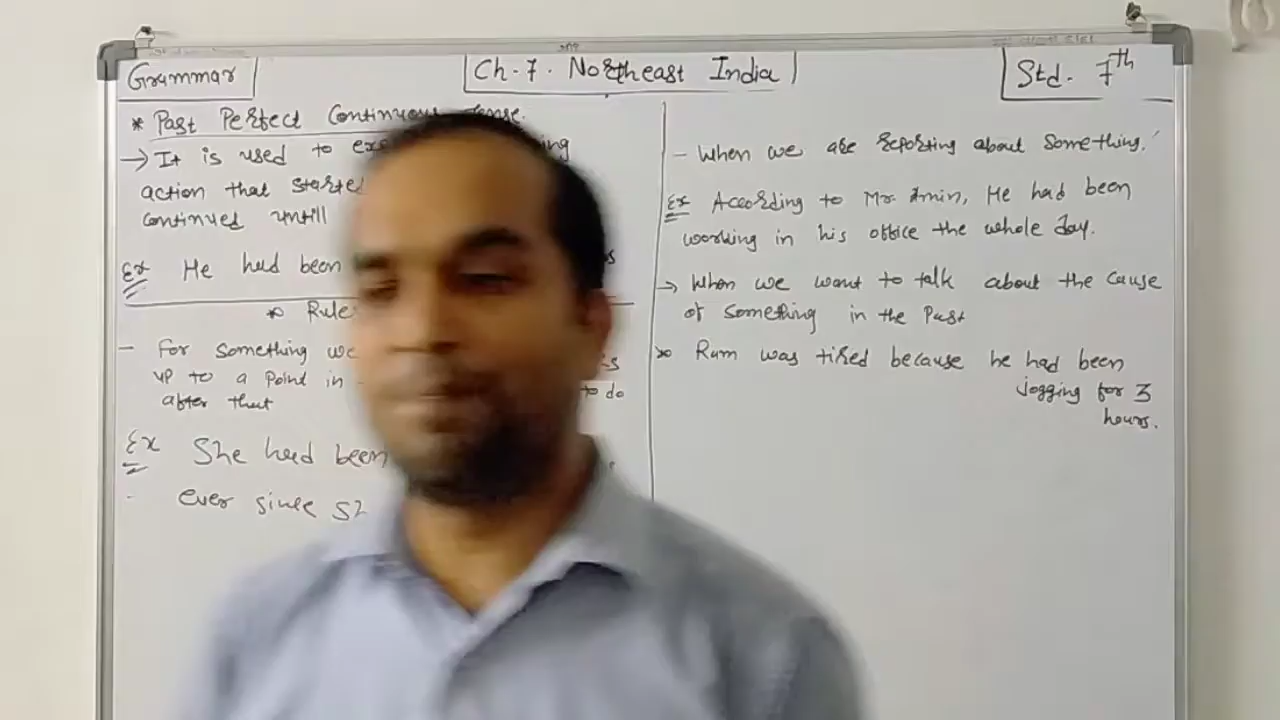 Grammar
Ch-7. Northeast India
Std. 7th
* Past Perfect Continuous tense.
→ It is used to
action that started
continued untill
Ex He had been
* Rule
- For something we
up to a point in
after that to do
Ex She had been
ever since
- When we are reporting about something.
Ex According to Mr. Amin, He had been
working in his office the whole day.
→ When we want to talk about the cause
of something in the Past
* Ram was tired because he had been
jogging for 3
hours.